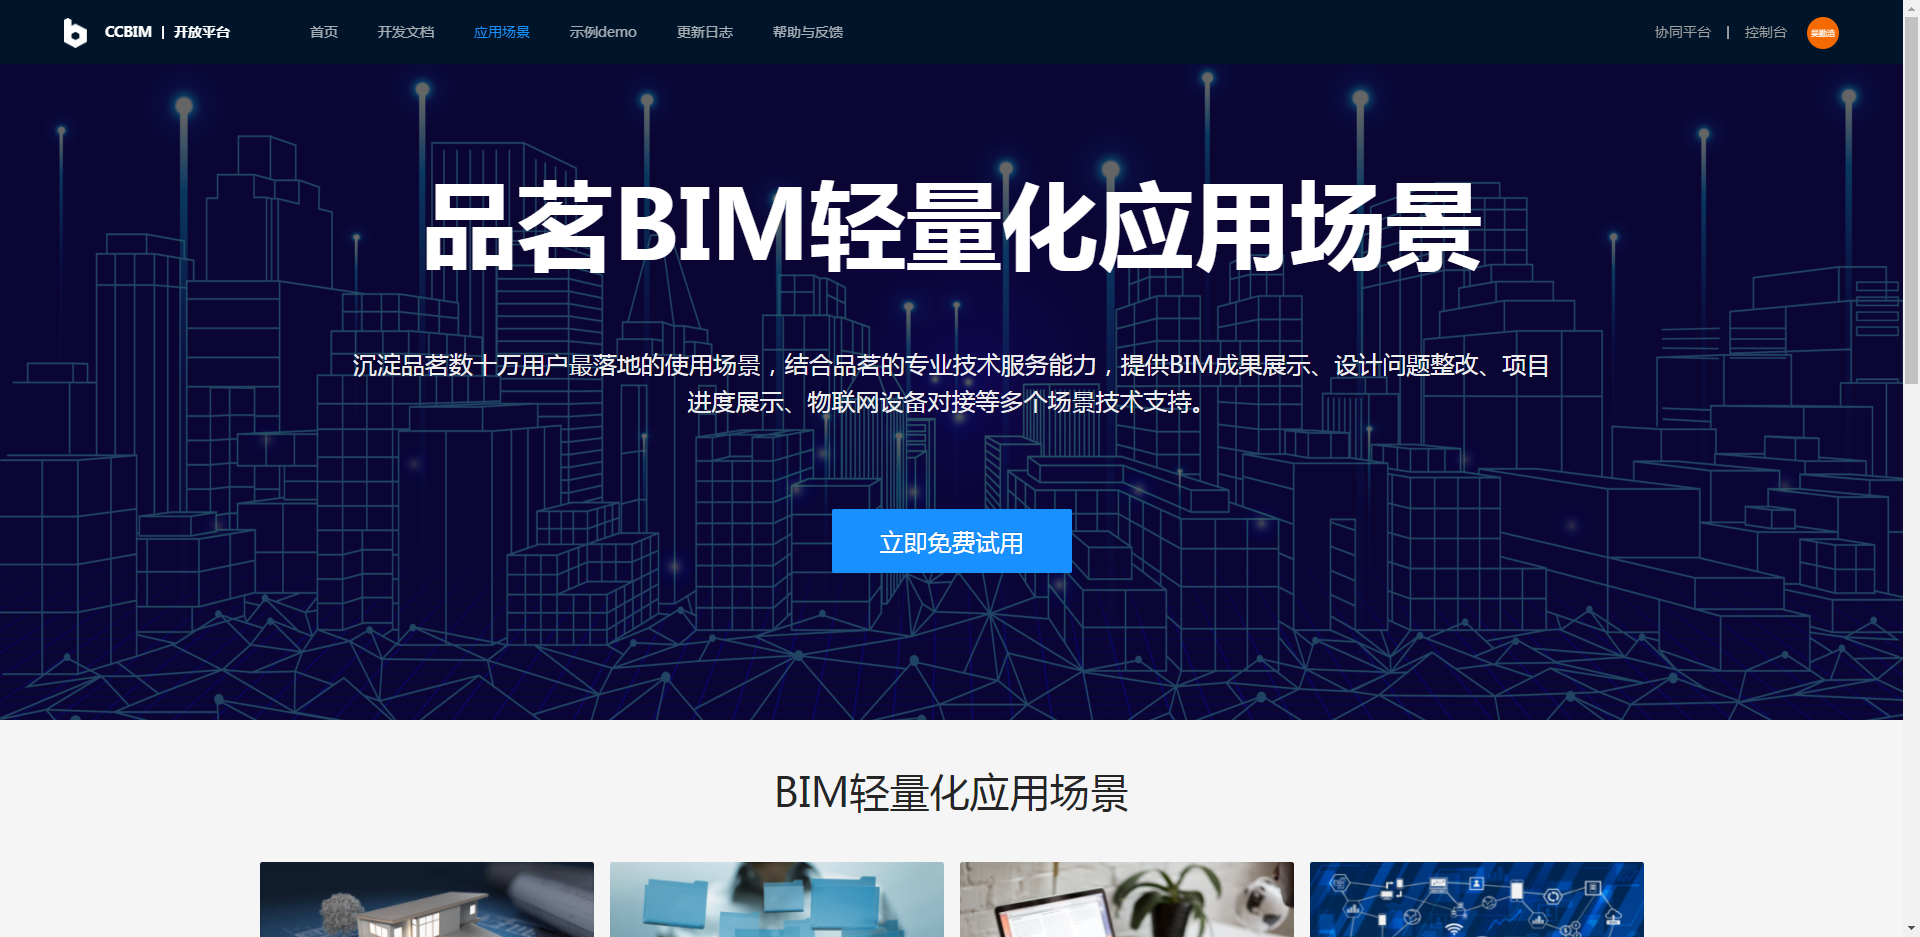 CCBIM | 开放平台
首页 开发文档 应用场景 示例demo 更新日志 帮助与反馈
协同平台 | 控制台
品茗BIM轻量化应用场景
沉淀品茗数十万用户最落地的使用场景，结合品茗的专业技术服务能力，提供BIM成果展示、设计问题整改、项目
进度展示、物联网设备对接等多个场景技术支持。
立即免费试用
BIM轻量化应用场景